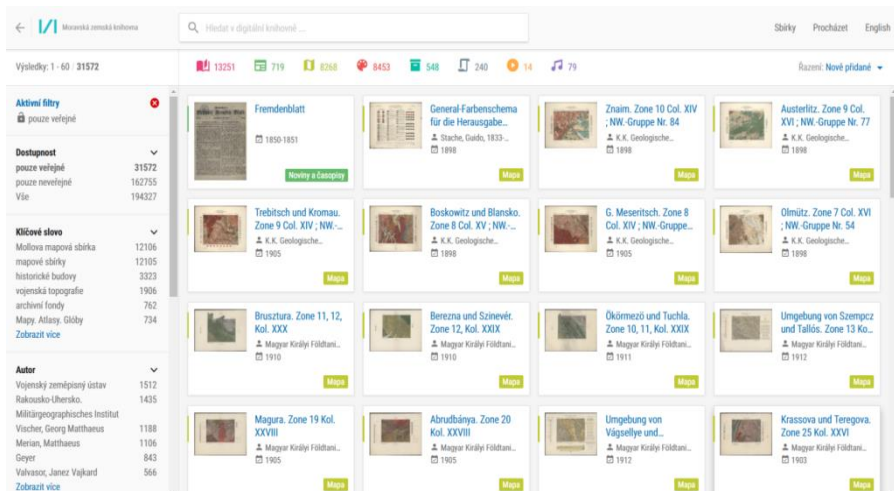 Moravská zemská knihovna
Hledat v digitální knihovně ...
Sbírky
Procházet
English
Výsledky: 1 - 60 / 31572
13251
719
8268
8453
548
240
14
79
Řazení: Nově přidané
Aktivní filtry
pouze veřejné
Dostupnost
pouze veřejné 31572
pouze neveřejné 162755
Vše 194327
Klíčové slovo
Mollova mapová sbírka 12106
mapové sbírky 12105
historické budovy 3323
vojenská topografie 1906
archivní fondy 762
Mapy. Atlasy. Glóby 734
Zobrazit více
Autor
Vojenský zeměpisný ústav 1512
Rakousko-Uhersko. 1435
Militärgeographisches Institut
Vischer, Georg Matthaeus 1188
Merian, Matthaeus 1106
Geyer 843
Valvasor, Janez Vajkard 566
Zobrazit více
Fremdenblatt
1850-1851
Noviny a časopisy
General-Farbenschema
für die Herausgabe...
Stache, Guido, 1833-...
1898
Mapa
Znaim. Zone 10 Col. XIV
; NW.-Gruppe Nr. 84
K.K. Geologische...
1898
Mapa
Austerlitz. Zone 9 Col.
XVI ; NW.-Gruppe Nr. 77
K.K. Geologische...
1898
Mapa
Trebitsch und Kromau.
Zone 9 Col. XIV ; NW.-...
K.K. Geologische...
1905
Mapa
Boskowitz und Blansko.
Zone 8 Col. XV ; NW.-...
K.K. Geologische...
1898
Mapa
G. Meseritsch. Zone 8
Col. XIV ; NW.-Gruppe...
K.K. Geologische...
1905
Mapa
Olmütz. Zone 7 Col. XVI
; NW.-Gruppe Nr. 54
K.K. Geologische...
1898
Mapa
Brusztura. Zone 11, 12,
Kol. XXX
Magyar Királyi Földtani...
1910
Mapa
Berezna und Szinevér.
Zone 12, Kol. XXIX
Magyar Királyi Földtani...
1910
Mapa
Ökörmezö und Tuchla.
Zone 10, 11, Kol. XXIX
Magyar Királyi Földtani...
1911
Mapa
Umgebung von Szempcz
und Tallós. Zone 13 Ko...
Magyar Királyi Földtani...
1912
Mapa
Magura. Zone 19 Kol.
XXVIII
Magyar Királyi Földtani...
1905
Mapa
Abrudbánya. Zone 20
Kol. XXVIII
Magyar Királyi Földtani...
1905
Mapa
Umgebung von
Vágsellye und...
Magyar Királyi Földtani...
1912
Mapa
Krassova und Teregova.
Zone 25 Kol. XXVI
Magyar Királyi Földtani...
1903
Mapa